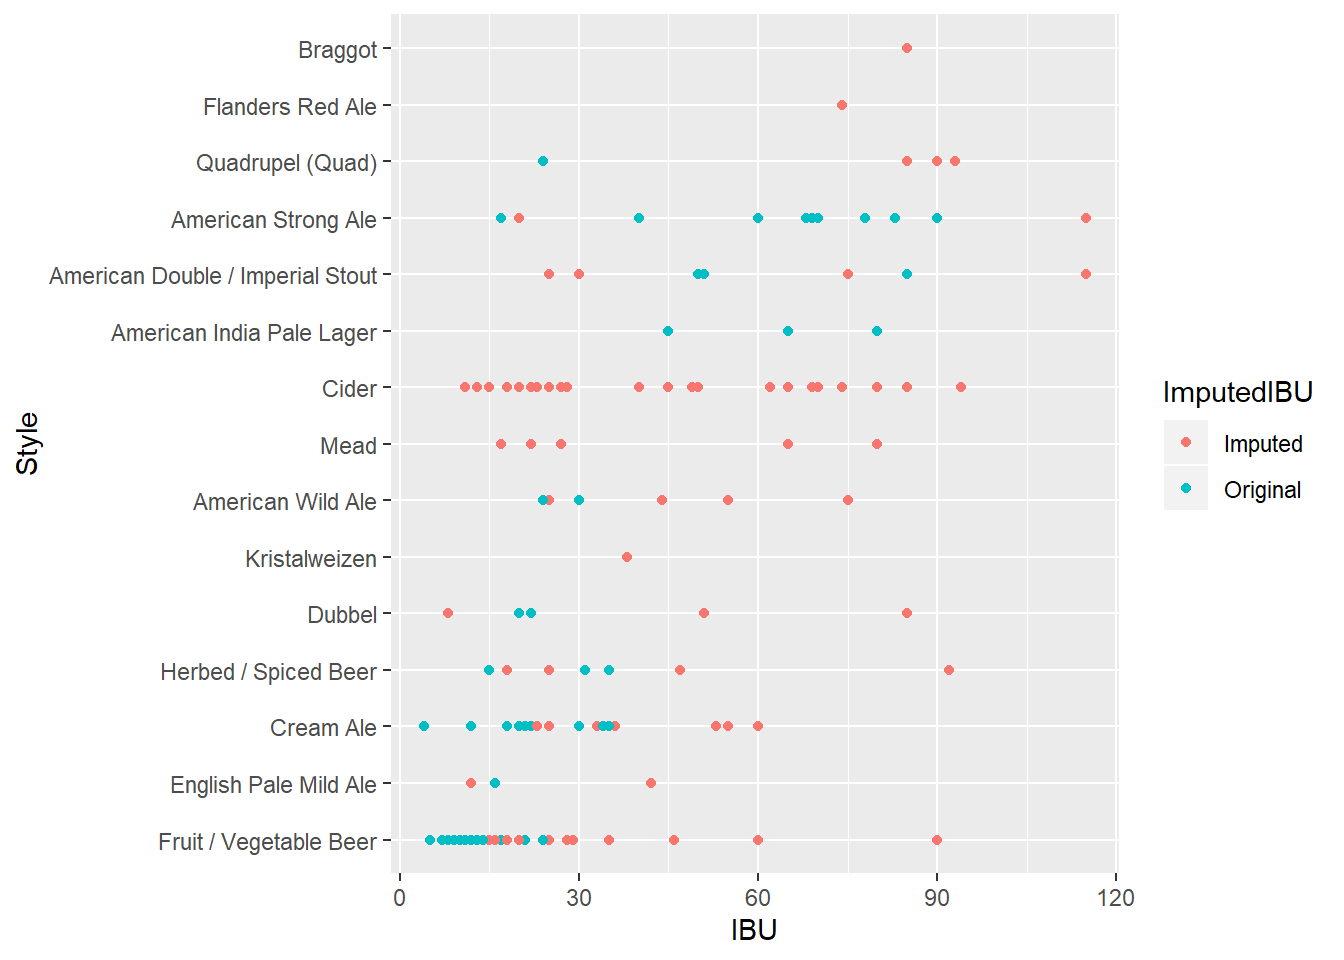 Braggot
Flanders Red Ale
Quadrupel (Quad)
American Strong Ale
American Double / Imperial Stout
American India Pale Lager
Cider
Mead
American Wild Ale
Kristalweizen
Dubbel
Herbed / Spiced Beer
Cream Ale
English Pale Mild Ale
Fruit / Vegetable Beer
Style
0 30 60 90 120
IBU
ImputedIBU
Imputed
Original